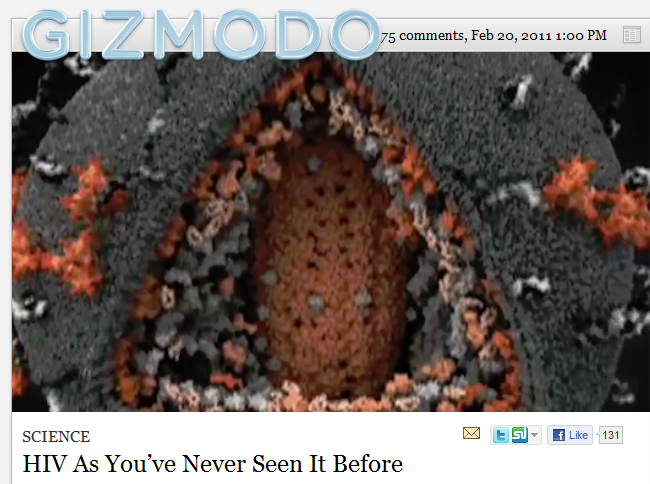 GIZMODO
75 comments, Feb 20, 2011 1:00 PM
SCIENCE
Like
131
HIV As You’ve Never Seen It Before